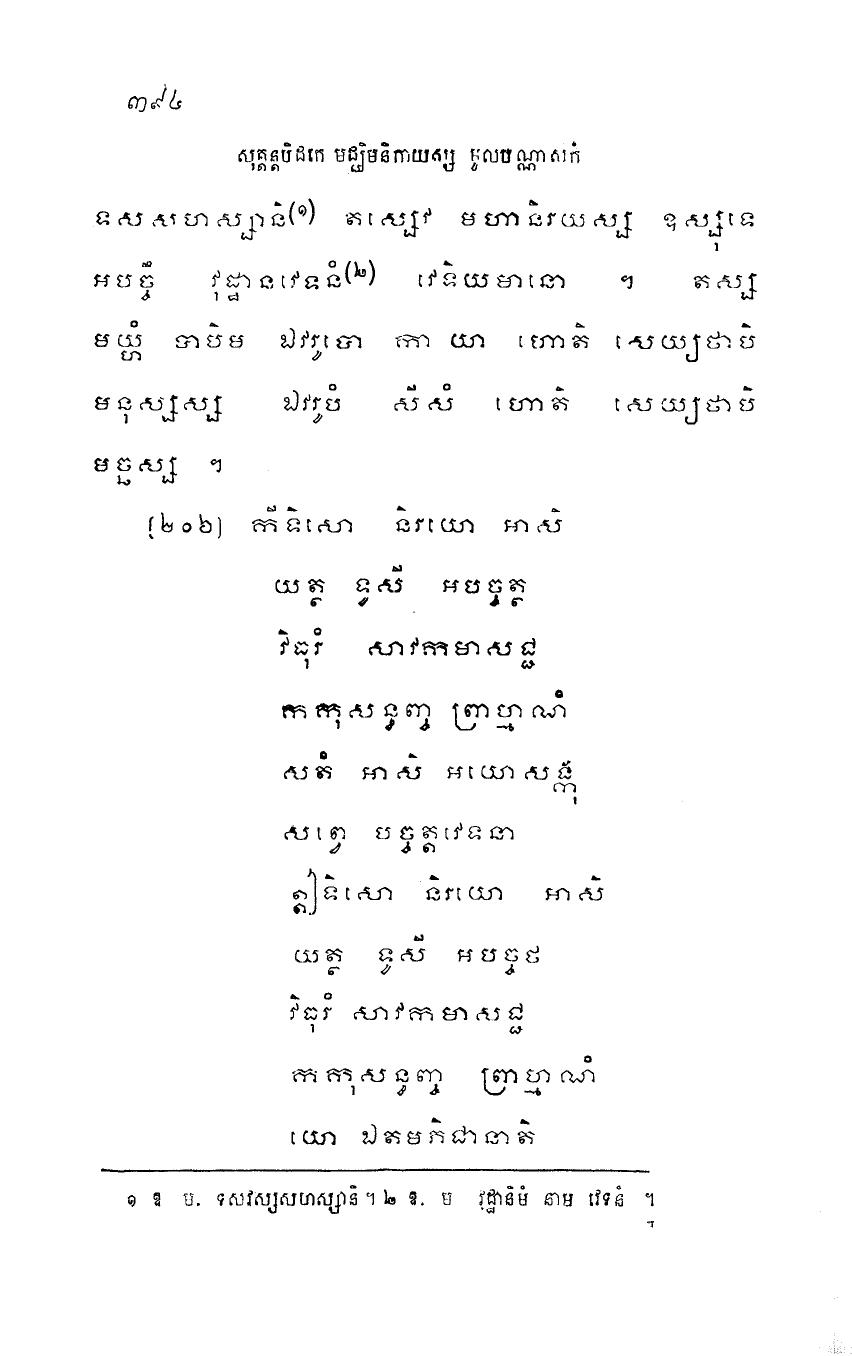 ៣៩៤
សុត្តន្តបិដកេ មជ្ឈិមនិកាយស្ស មូលបណ្ណាសកំ
ទសសហស្សានិ(១) តស្សេវ មហានិរយស្ស ឧស្សុទេ
អបច្ចឹ វុដ្ឋានវេទនំ(២) វេទិយមានោ ។ តស្ស
មយ្ហំ បាបិម ឯវរូបោ កាយោ ហោតិ សេយ្យថាបិ
មនុស្សស្ស ឯវរូបំ សីសំ ហោតិ សេយ្យថាបិ
មច្ឆស្ស ។
[២០២] កីទិសោ និរយោ អាសិ
យត្ថ ទូសី អបច្ចត្ថ
វិធុរំ សាវកមាសជ្ជ
កកុសន្ធញ្ច ព្រាហ្មណំ
សតំ អាសិ អយោសង្កុ
សព្វេ បច្ចត្តវេទនា
ឦទិសោ និរយោ អាសិ
យត្ថ ទូសី អបច្ចថ
វិធុរំ សាវកមាសជ្ជ
កកុសន្ធញ្ច ព្រាហ្មណំ
យោ ឯតមភិជានាតិ
១ ឱ ម. ទសវស្សសហស្សានិ ។ ២ ឱ. ម វុដ្ឋានិមំ នាម វេទនំ ។